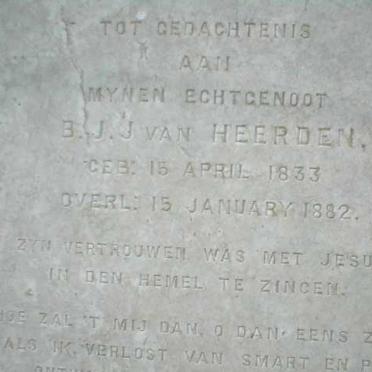 TOT GEDACHTENIS
AAN
MYNEN ECHTGENOOT
B.J.J VAN HEERDEN.
GEB: 15 APRIL 1833
OVERL: 15 JANUARY 1882.
ZYN VERTROUWEN WAS MET JESU
IN DEN HEMEL TE ZINGEN.
HOE ZAL 'T MIJ DAN, O DAN EENS Z
ALS IK, VERLOST VAN SMART EN P